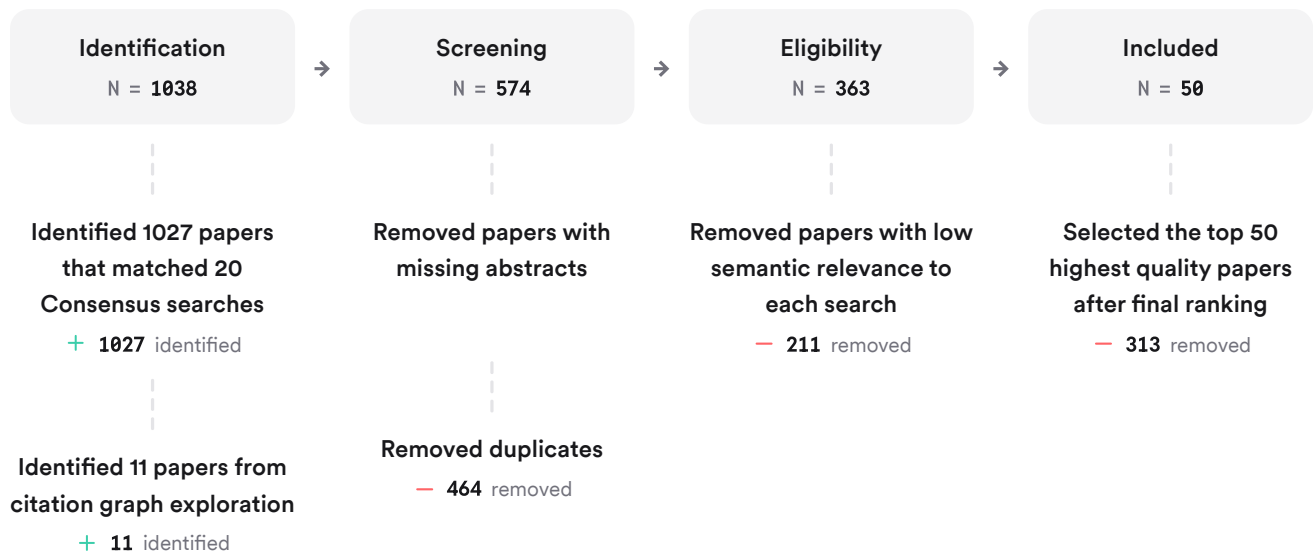 Identification
N = 1038
Screening
N = 574
Eligibility
N = 363
Included
N = 50
Identified 1027 papers
that matched 20
Consensus searches
+ 1027 identified
Identified 11 papers from
citation graph exploration
+ 11 identified
Removed papers with
missing abstracts
Removed duplicates
− 464 removed
Removed papers with low
semantic relevance to
each search
− 211 removed
Selected the top 50
highest quality papers
after final ranking
− 313 removed